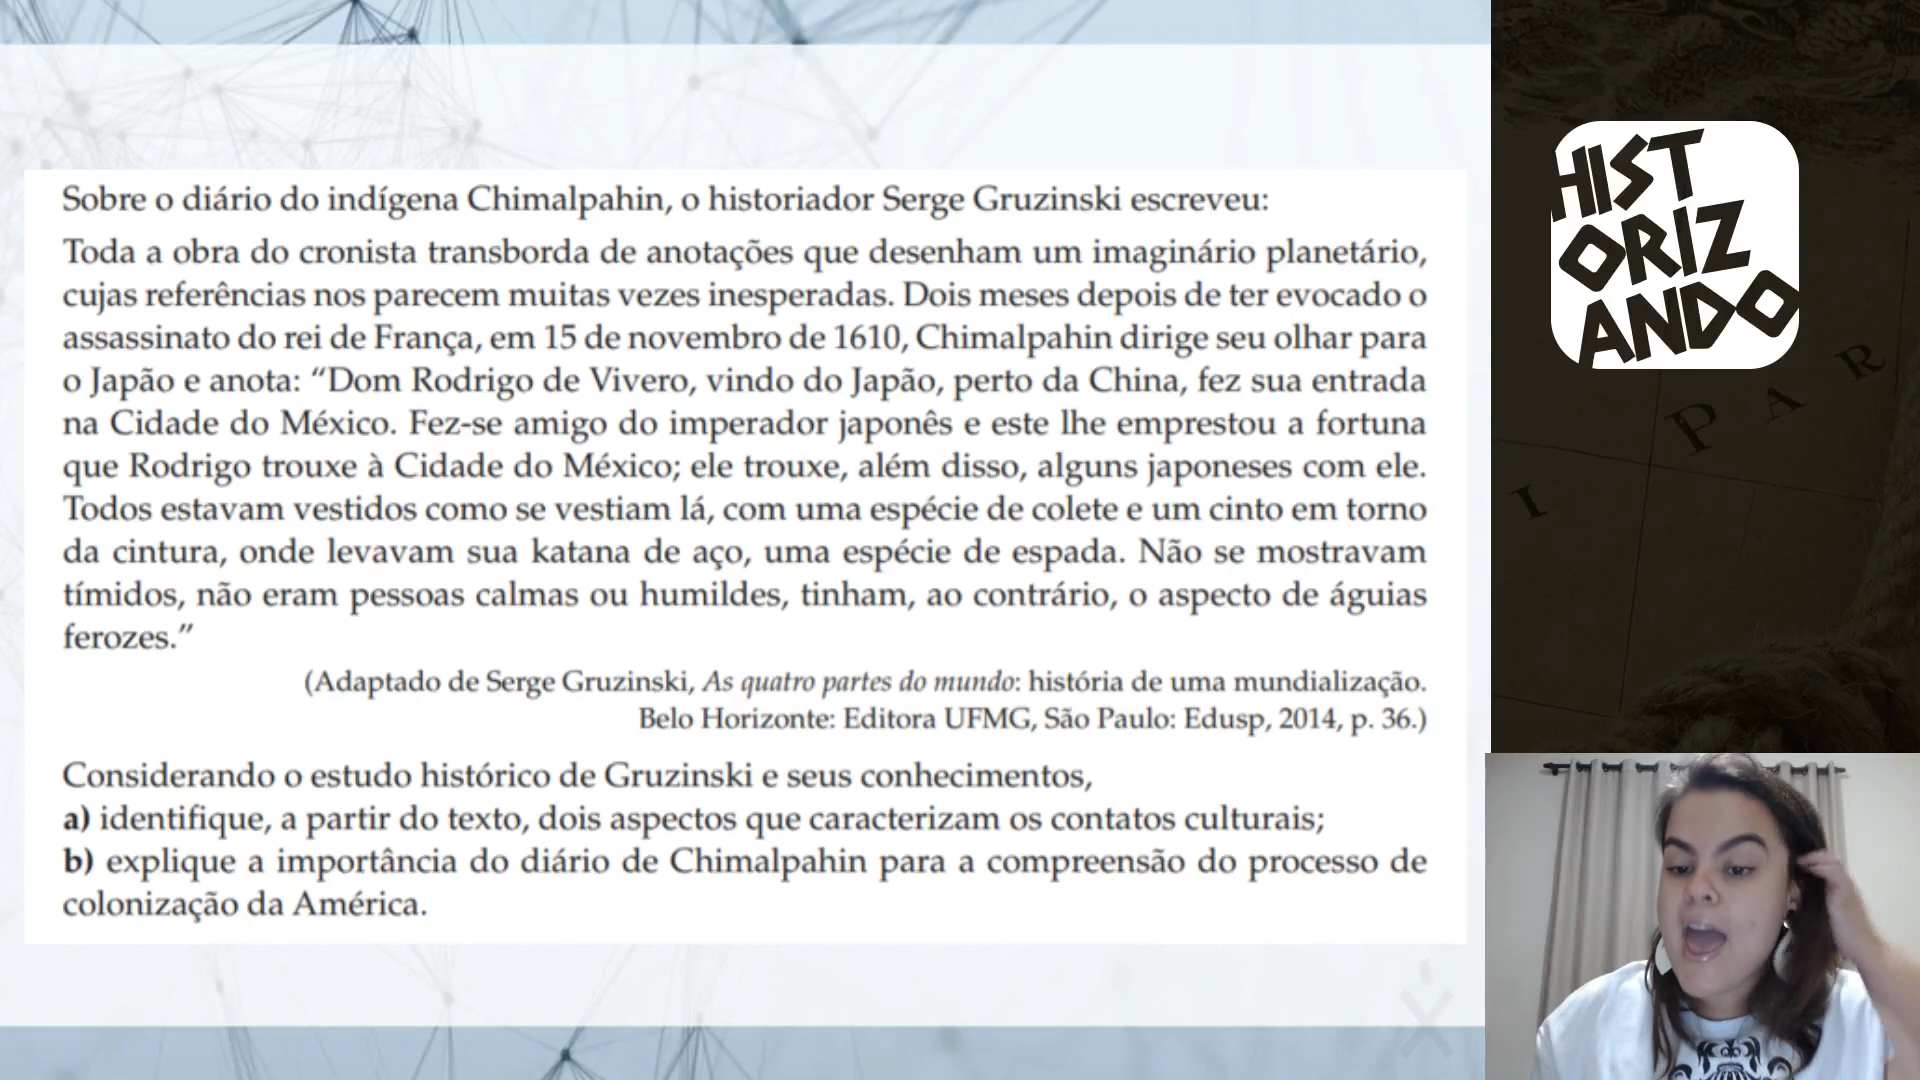 Sobre o diário do indígena Chimalpahin, o historiador Serge Gruzinski escreveu:
Toda a obra do cronista transborda de anotações que desenham um imaginário planetário,
cujas referências nos parecem muitas vezes inesperadas. Dois meses depois de ter evocado o
assassinato do rei de França, em 15 de novembro de 1610, Chimalpahin dirige seu olhar para
o Japão e anota: “Dom Rodrigo de Vivero, vindo do Japão, perto da China, fez sua entrada
na Cidade do México. Fez-se amigo do imperador japonês e este lhe emprestou a fortuna
que Rodrigo trouxe à Cidade do México; ele trouxe, além disso, alguns japoneses com ele.
Todos estavam vestidos como se vestiam lá, com uma espécie de colete e um cinto em torno
da cintura, onde levavam sua katana de aço, uma espécie de espada. Não se mostravam
tímidos, não eram pessoas calmas ou humildes, tinham, ao contrário, o aspecto de águias
ferozes.”
(Adaptado de Serge Gruzinski, As quatro partes do mundo: história de uma mundialização.
Belo Horizonte: Editora UFMG, São Paulo: Edusp, 2014, p. 36.)
Considerando o estudo histórico de Gruzinski e seus conhecimentos,
a) identifique, a partir do texto, dois aspectos que caracterizam os contatos culturais;
b) explique a importância do diário de Chimalpahin para a compreensão do processo de
colonização da América.
HIST
ORIZ
ANDO
I P A R